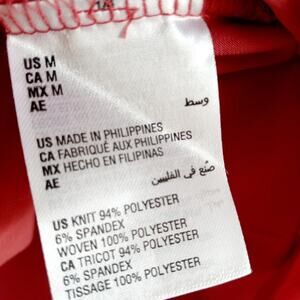 US M
CA M
MX M
AE وسط
US MADE IN PHILIPPINES
CA FABRIQUÉ AUX PHILIPPINES
MX HECHO EN FILIPINAS
AE صنع في الفلبين
US KNIT 94% POLYESTER
6% SPANDEX
WOVEN 100% POLYESTER
CA TRICOT 94% POLYESTER
6% SPANDEX
TISSAGE 100% POLYESTER